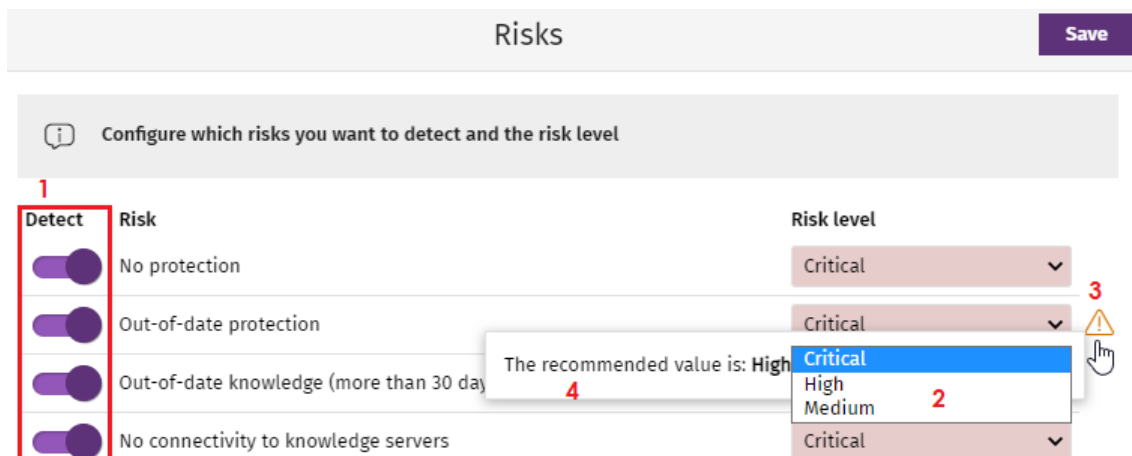 Risks
Save
Configure which risks you want to detect and the risk level
1
Detect Risk Risk level
No protection Critical
3
Out-of-date protection Critical
The recommended value is: High
Critical
Out-of-date knowledge (more than 30 day
High
4
Medium 2
No connectivity to knowledge servers Critical